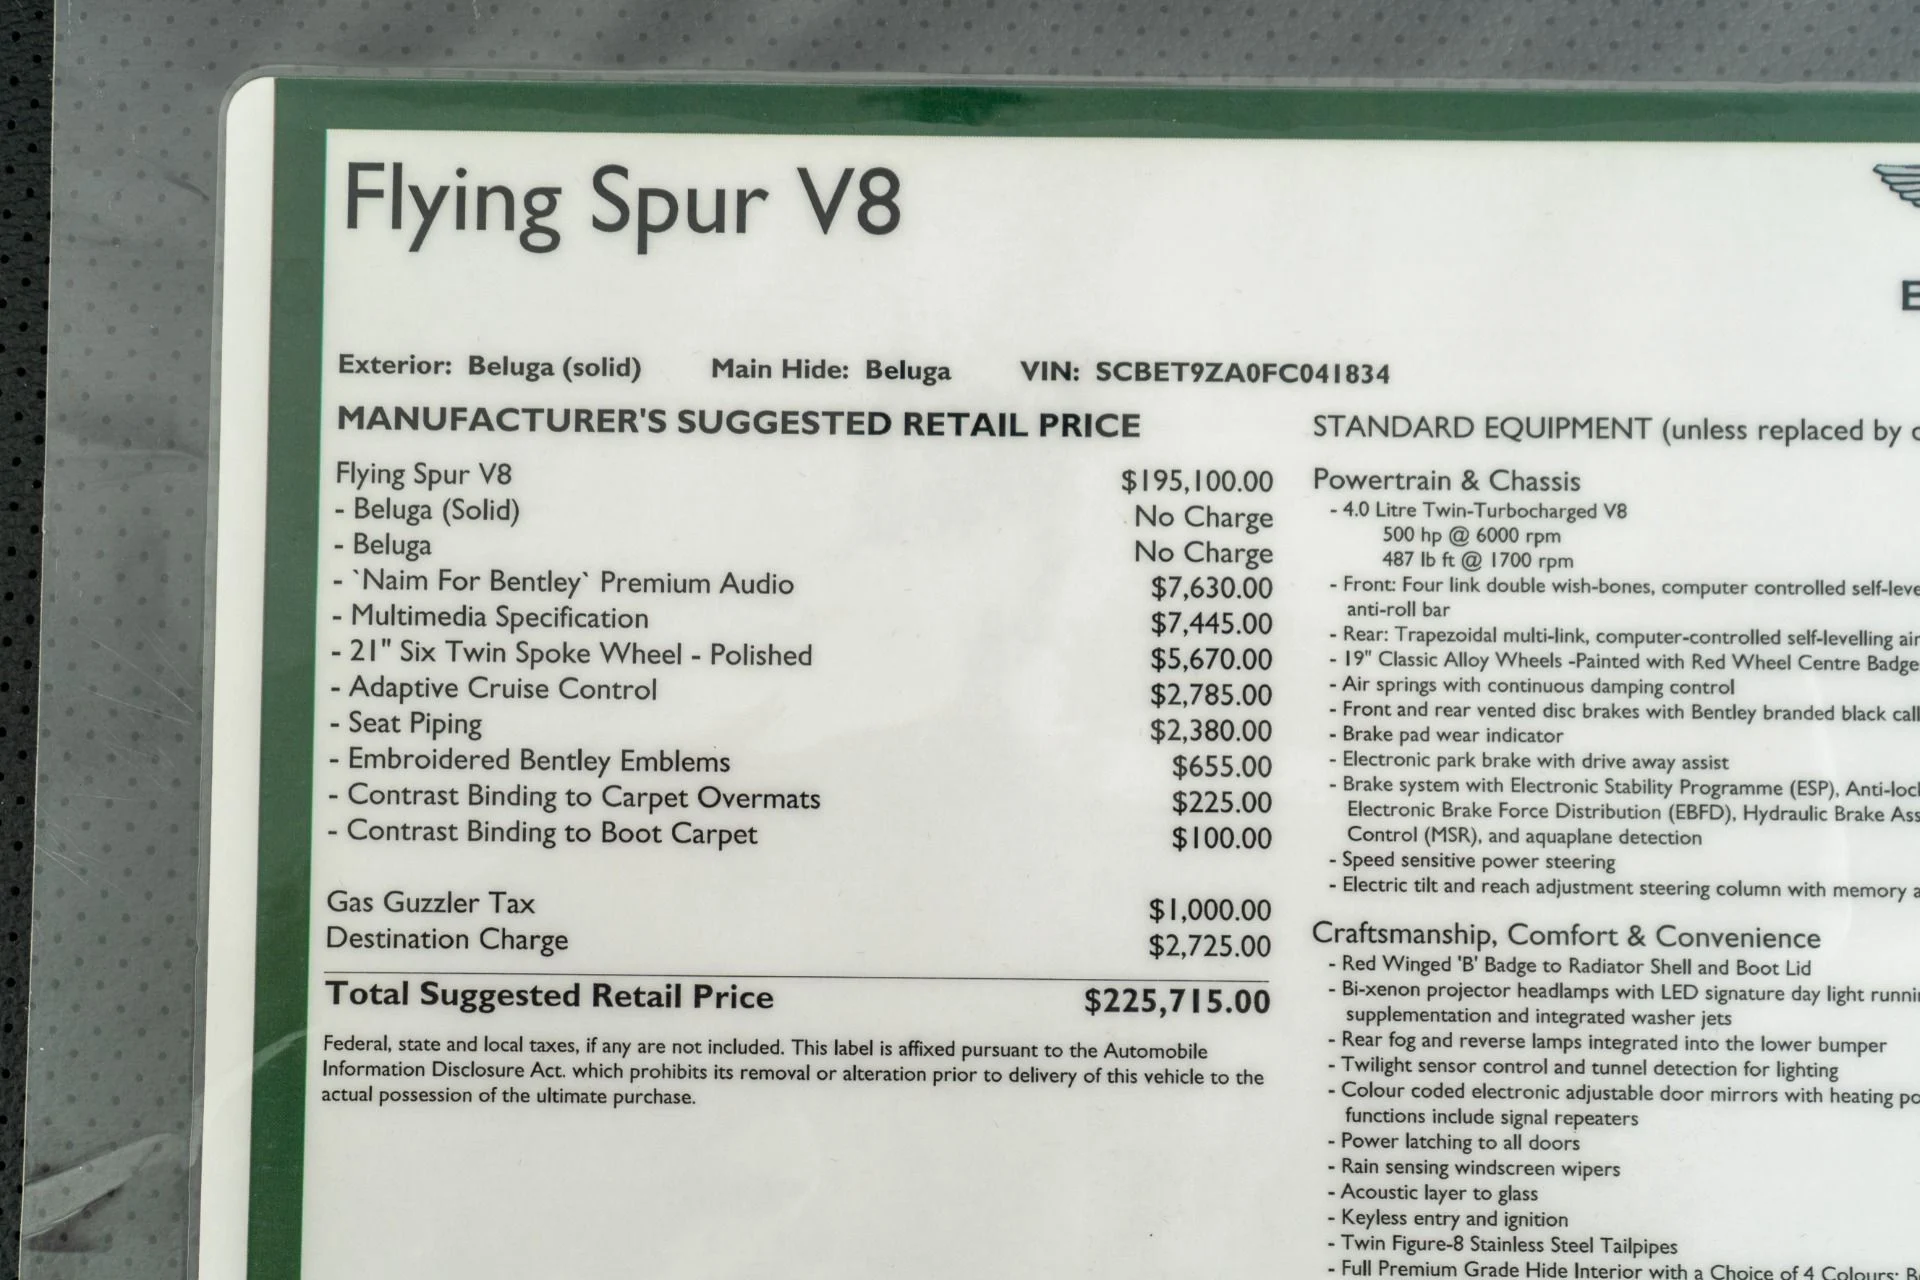 Flying Spur V8
Exterior: Beluga (solid) Main Hide: Beluga VIN: SCBET9ZA0FC041834
MANUFACTURER'S SUGGESTED RETAIL PRICE
Flying Spur V8 $195,100.00
- Beluga (Solid) No Charge
- Beluga No Charge
- `Naim For Bentley` Premium Audio $7,630.00
- Multimedia Specification $7,445.00
- 21" Six Twin Spoke Wheel - Polished $5,670.00
- Adaptive Cruise Control $2,785.00
- Seat Piping $2,380.00
- Embroidered Bentley Emblems $655.00
- Contrast Binding to Carpet Overmats $225.00
- Contrast Binding to Boot Carpet $100.00
Gas Guzzler Tax $1,000.00
Destination Charge $2,725.00
Total Suggested Retail Price $225,715.00
Federal, state and local taxes, if any are not included. This label is affixed pursuant to the Automobile
Information Disclosure Act. which prohibits its removal or alteration prior to delivery of this vehicle to the
actual possession of the ultimate purchase.
STANDARD EQUIPMENT (unless replaced by
Powertrain & Chassis
- 4.0 Litre Twin-Turbocharged V8
500 hp @ 6000 rpm
487 lb ft @ 1700 rpm
- Front: Four link double wish-bones, computer controlled
anti-roll bar
- Rear: Trapezoidal multi-link, computer-controlled self-levelling air
- 19" Classic Alloy Wheels -Painted with Red Wheel Centre Badge
- Air springs with continuous damping control
- Front and rear vented disc brakes with Bentley branded black
- Brake pad wear indicator
- Electronic park brake with drive away assist
- Brake system with Electronic Stability Programme (ESP),
Electronic Brake Force Distribution (EBFD), Hydraulic Brake
Control (MSR), and aquaplane detection
- Speed sensitive power steering
- Electric tilt and reach adjustment steering column with memory
Craftsmanship, Comfort & Convenience
- Red Winged 'B' Badge to Radiator Shell and Boot Lid
- Bi-xenon projector headlamps with LED signature day light
supplementation and integrated washer jets
- Rear fog and reverse lamps integrated into the lower bumper
- Twilight sensor control and tunnel detection for lighting
- Colour coded electronic adjustable door mirrors with heating
functions include signal repeaters
- Power latching to all doors
- Rain sensing windscreen wipers
- Acoustic layer to glass
- Keyless entry and ignition
- Twin Figure-8 Stainless Steel Tailpipes
- Full Premium Grade Hide Interior with a Choice of 4 Colours: